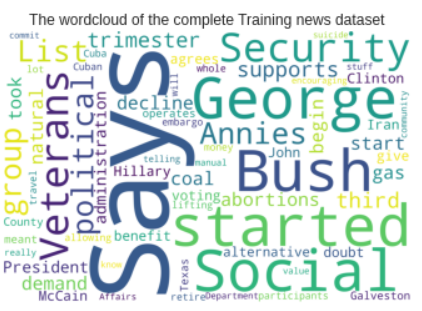 The wordcloud of the complete Training news dataset
commit
trimester
Security
suicide
List
Cuba
agrees
Cuban
whole
supports
encouraging
stuff
Clinton
lot
will
George
took
natural
Veterans
political
administration
says
decline
operates
embargo
Annies
begin
Iran
community
group
telling
manual
John
start
Hillary
coal
money
Bush
give
gas
travel
voting
lifting
abortions
third
County
meant
allowing
started
really
benefit
alternative
doubt
President
know
Texas
Social
value
demand
McCain
Affairs
retire
Department
participants
Galveston